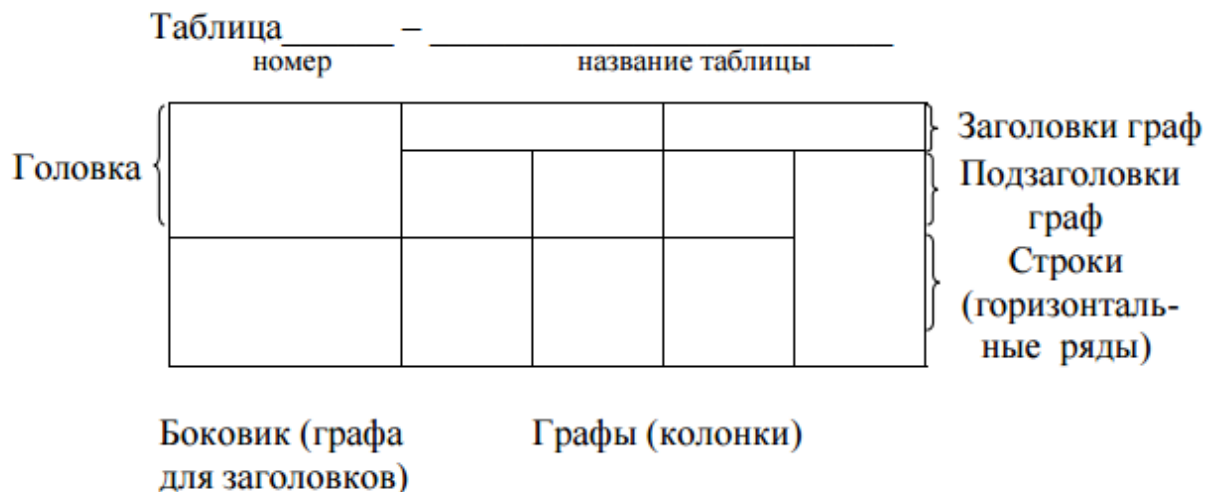 Таблица______ – _________________________
номер название таблицы
Заголовки граф
Головка
Подзаголовки
граф
Строки
(горизонталь-
ные ряды)
Боковик (графа
для заголовков)
Графы (колонки)